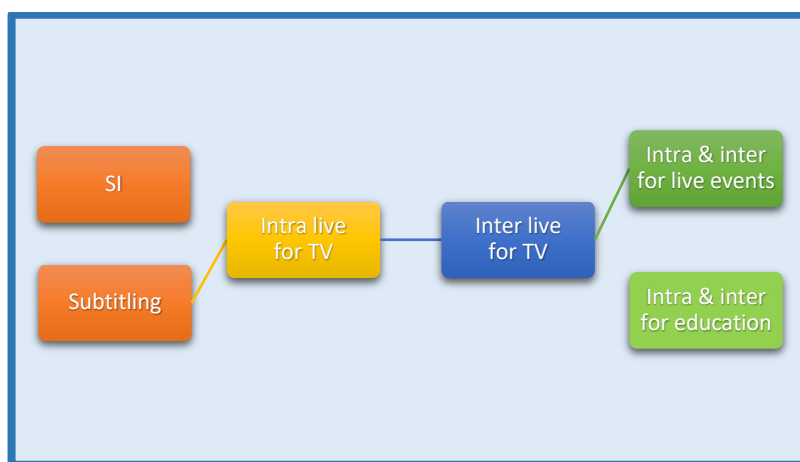 SI
Subtitling
Intra live
for TV
Inter live
for TV
Intra & inter
for live events
Intra & inter
for education